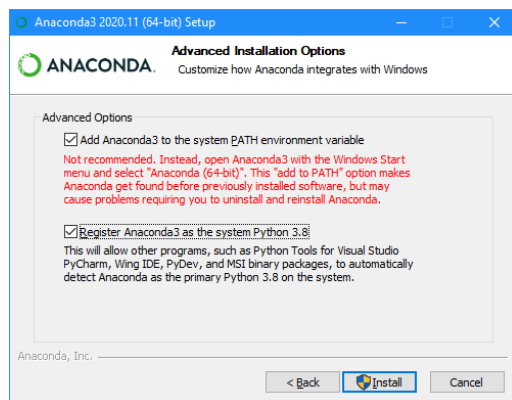 Anaconda3 2020.11 (64-bit) Setup
ANACONDA.
Advanced Installation Options
Customize how Anaconda integrates with Windows
Advanced Options
Add Anaconda3 to the system PATH environment variable
Not recommended. Instead, open Anaconda3 with the Windows Start
menu and select "Anaconda (64-bit)". This "add to PATH" option makes
Anaconda get found before previously installed software, but may
cause problems requiring you to uninstall and reinstall Anaconda.
Register Anaconda3 as the system Python 3.8
This will allow other programs, such as Python Tools for Visual Studio
PyCharm, Wing IDE, PyDev, and MSI binary packages, to automatically
detect Anaconda as the primary Python 3.8 on the system.
Anaconda, Inc.
< Back
Install
Cancel